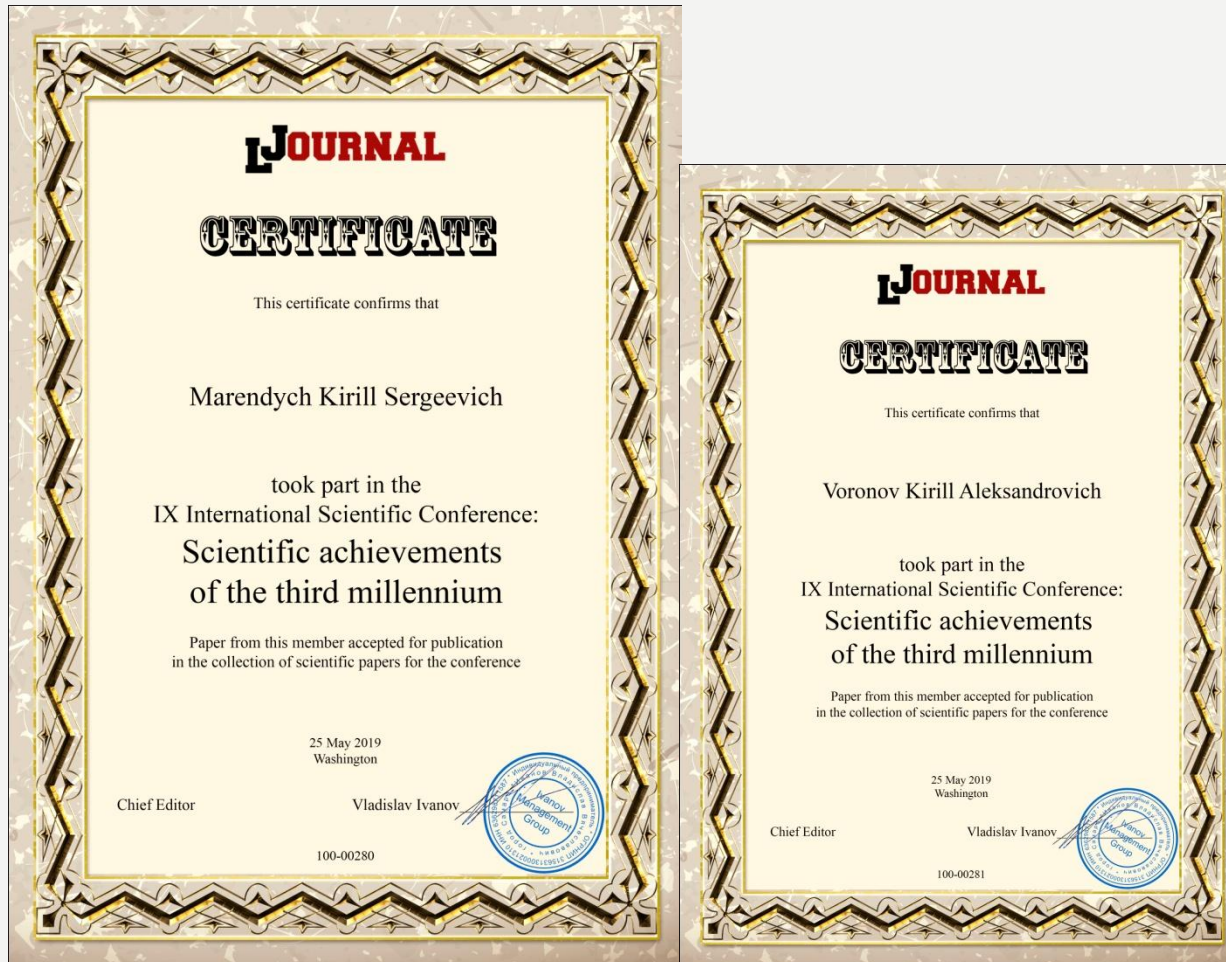 LJOURNAL
CERTIFICATE
This certificate confirms that
Marendych Kirill Sergeevich
took part in the
IX International Scientific Conference:
Scientific achievements
of the third millennium
Paper from this member accepted for publication
in the collection of scientific papers for the conference
25 May 2019
Washington
Chief Editor
Vladislav Ivanov
Ivanov
Management
Group
100-00280
LJOURNAL
CERTIFICATE
This certificate confirms that
Voronov Kirill Aleksandrovich
took part in the
IX International Scientific Conference:
Scientific achievements
of the third millennium
Paper from this member accepted for publication
in the collection of scientific papers for the conference
25 May 2019
Washington
Chief Editor
Vladislav Ivanov
Ivanov
Management
Group
100-00281